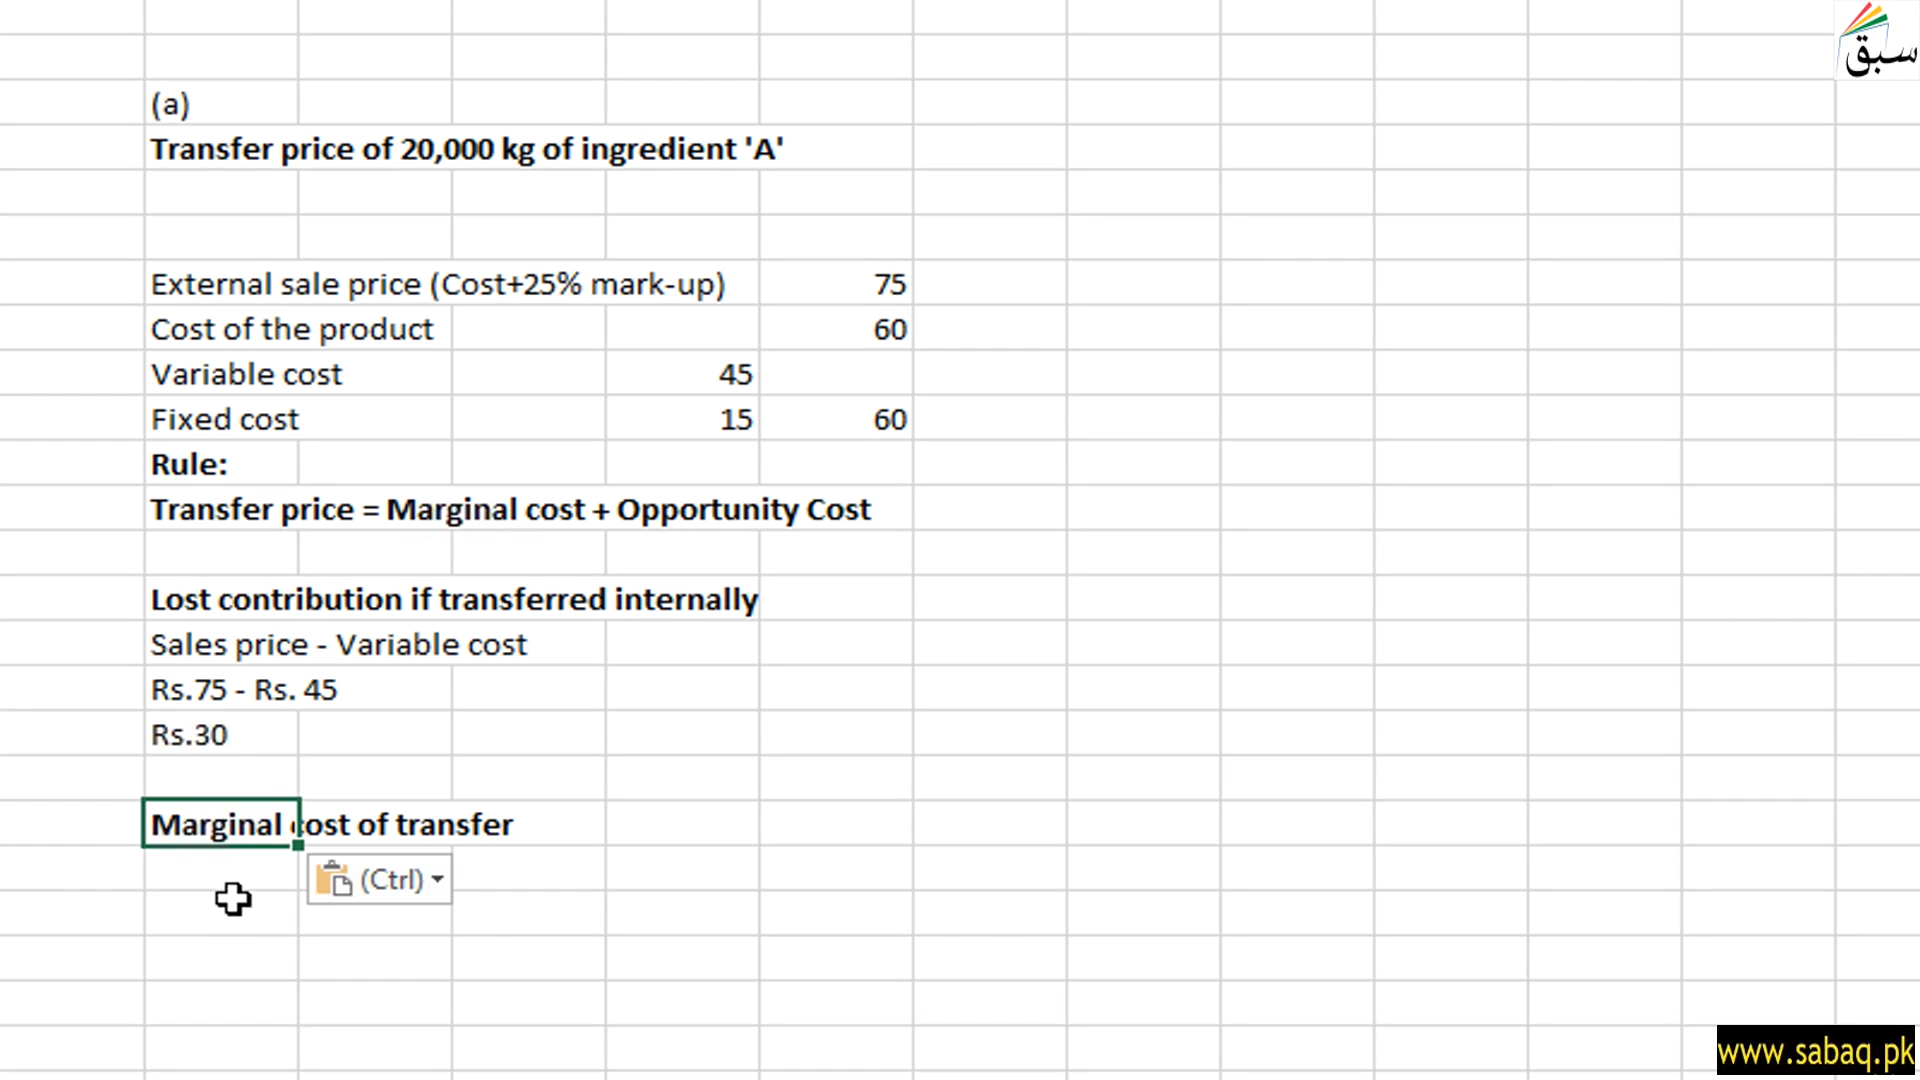 سبق
(a)
Transfer price of 20,000 kg of ingredient 'A'
External sale price (Cost+25% mark-up) 75
Cost of the product 60
Variable cost 45
Fixed cost 15 60
Rule:
Transfer price = Marginal cost + Opportunity Cost
Lost contribution if transferred internally
Sales price - Variable cost
Rs.75 - Rs. 45
Rs.30
Marginal cost of transfer
(Ctrl)
www.sabaq.pk